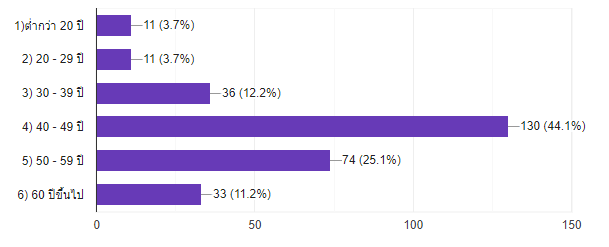 1)ต่ำกว่า 20 ปี 11 (3.7%)
2) 20 - 29 ปี 11 (3.7%)
3) 30 - 39 ปี 36 (12.2%)
4) 40 - 49 ปี 130 (44.1%)
5) 50 - 59 ปี 74 (25.1%)
6) 60 ปีขึ้นไป 33 (11.2%)
0 50 100 150